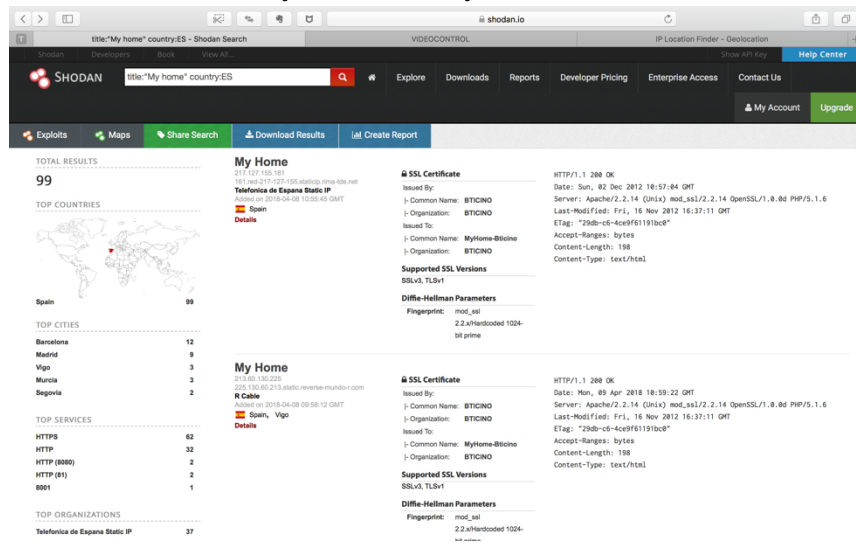 shodan.io
title:"My home" country:ES - Shodan Search
VIDEOCONTROL
IP Location Finder - Geolocation
Shodan Developers Book View All...
Show API Key
Help Center
SHODAN
title:"My home" country:ES
Explore Downloads Reports Developer Pricing Enterprise Access Contact Us
My Account
Upgrade
Exploits Maps Share Search Download Results Create Report
TOTAL RESULTS
99
TOP COUNTRIES
Spain 99
TOP CITIES
Barcelona 12
Madrid 9
Vigo 3
Murcia 3
Segovia 2
TOP SERVICES
HTTPS 62
HTTP 32
HTTP (8080) 2
HTTP (81) 2
8001 1
TOP ORGANIZATIONS
Telefonica de Espana Static IP 37
My Home
217.127.155.161
161.red-217-127-155.staticip.rima-tde.net
Telefonica de Espana Static IP
Added on 2018-04-08 10:55:45 GMT
Spain
Details
SSL Certificate
Issued By:
|- Common Name: BTICINO
|- Organization: BTICINO
Issued To:
|- Common Name: MyHome-Bticino
|- Organization: BTICINO
Supported SSL Versions
SSLv3, TLSv1
Diffie-Hellman Parameters
Fingerprint: mod_ssl
2.2.x/Hardcoded 1024-
bit prime
HTTP/1.1 200 OK
Date: Sun, 02 Dec 2012 10:57:04 GMT
Server: Apache/2.2.14 (Unix) mod_ssl/2.2.14 OpenSSL/1.0.0d PHP/5.1.6
Last-Modified: Fri, 16 Nov 2012 16:37:11 GMT
ETag: "29db-c6-4ce9f61191bc0"
Accept-Ranges: bytes
Content-Length: 198
Content-Type: text/html
My Home
213.60.130.225
225.130.60.213.static.reverse-mundo-r.com
R Cable
Added on 2018-04-08 09:58:12 GMT
Spain, Vigo
Details
SSL Certificate
Issued By:
|- Common Name: BTICINO
|- Organization: BTICINO
Issued To:
|- Common Name: MyHome-Bticino
|- Organization: BTICINO
Supported SSL Versions
SSLv3, TLSv1
Diffie-Hellman Parameters
Fingerprint: mod_ssl
2.2.x/Hardcoded 1024-
bit prime
HTTP/1.1 200 OK
Date: Mon, 09 Apr 2018 10:59:22 GMT
Server: Apache/2.2.14 (Unix) mod_ssl/2.2.14 OpenSSL/1.0.0d PHP/5.1.6
Last-Modified: Fri, 16 Nov 2012 16:37:11 GMT
ETag: "29db-c6-4ce9f61191bc0"
Accept-Ranges: bytes
Content-Length: 198
Content-Type: text/html